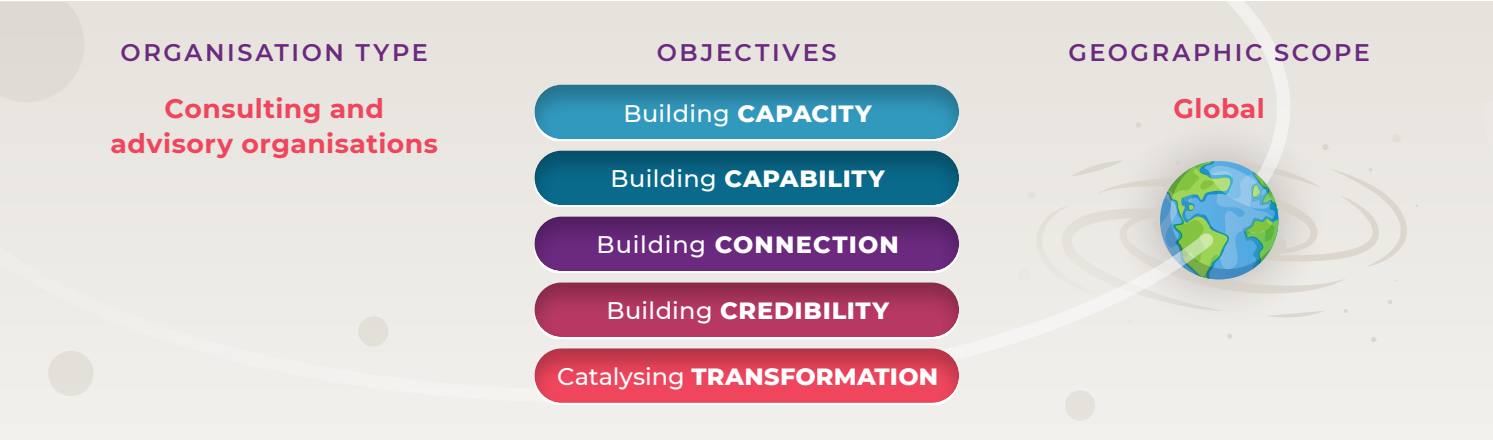 ORGANISATION TYPE
Consulting and
advisory organisations
OBJECTIVES
Building CAPACITY
Building CAPABILITY
Building CONNECTION
Building CREDIBILITY
Catalysing TRANSFORMATION
GEOGRAPHIC SCOPE
Global